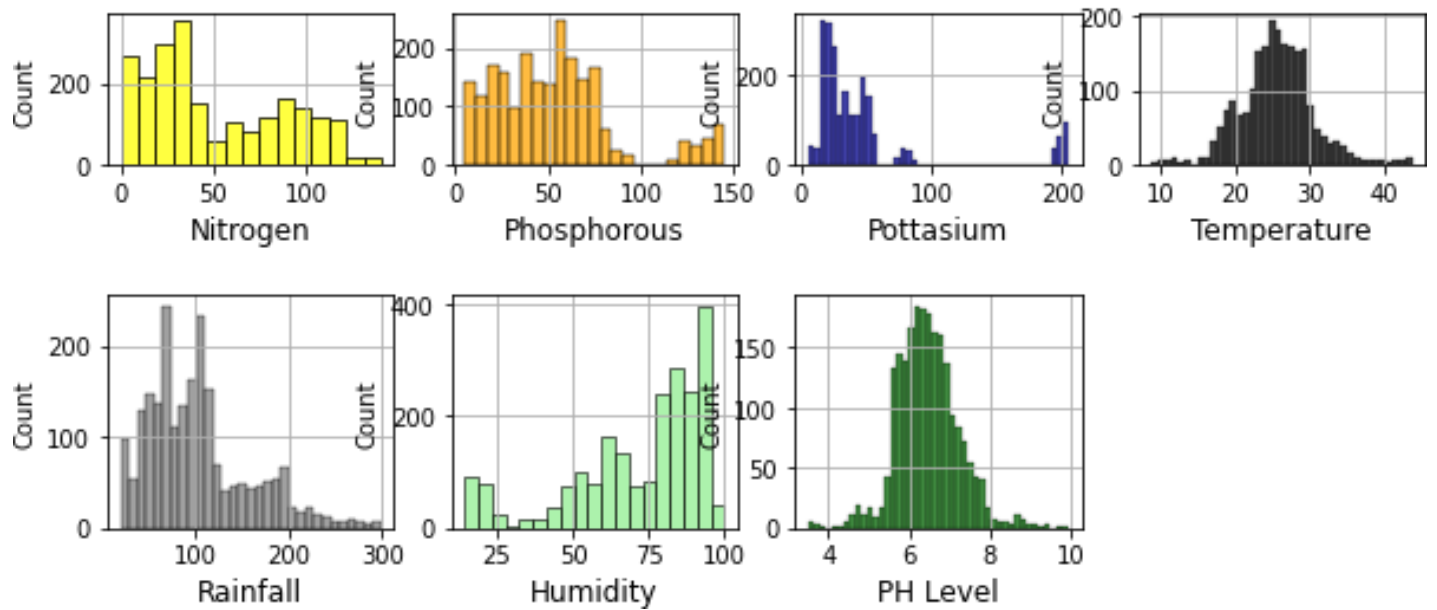 Count
200
0
0 50 100
Nitrogen
Count
200
100
0
0 50 100 150
Phosphorous
200
0
0 100 200
Pottasium
Count
200
100
0
10 20 30 40
Temperature
Count
200
100
0
100 200 300
Rainfall
Count
400
200
0
25 50 75 100
Humidity
Count
150
100
50
0
4 6 8 10
PH Level